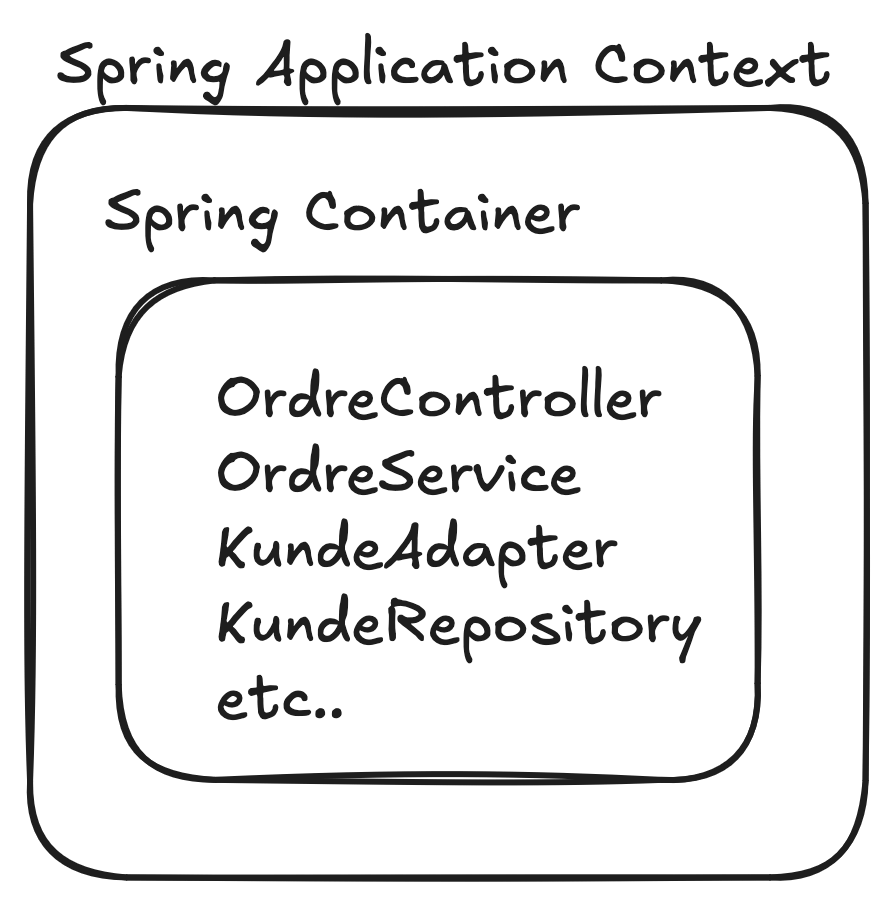 Spring Application Context
Spring Container
OrdreController
OrdreService
KundeAdapter
KundeRepository
etc..